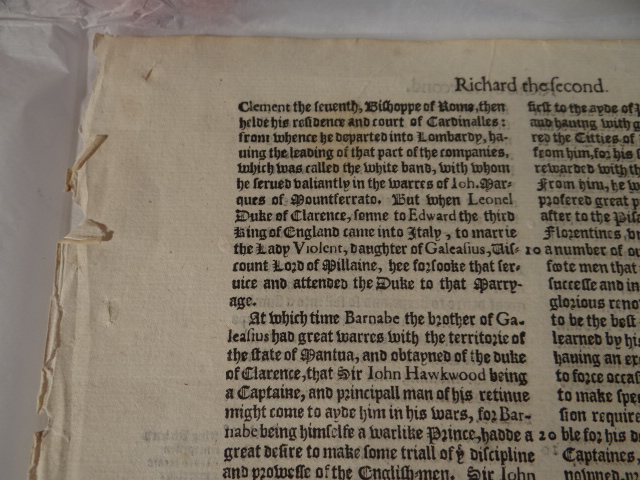 Richard the second.
Clement the seuenth, Bishoppe of Rome, then
helde his residence and court of Cardinalles:
from whence he departed into Lombardy, ha-
uing the leading of that part of the companies,
which was called the white band, with whom
he serued valiantly in the warres of Ioh. Mar-
ques of Mountferrato. But when Leonel
Duke of Clarence, sonne to Edward the third
King of England came into Italy, to marrie
the Lady Violent, daughter of Galeasius, Uis-
count Lord of Millaine, hee forsooke that ser-
uice and attended the Duke to that Marry-
age.
At which time Barnabe the brother of Ga-
leasius had great warres with the territorie of
the state of Mantua, and obtayned of the duke
of Clarence, that Sir Iohn Hawkwood being
a Captaine, and principall man of his retinue
might come to ayde him in his wars, for Bar-
nabe being himselfe a warlike Prince, hadde a
great desire to make some triall of yͤ discipline
and prowesse of the English-men. Sir Iohn
first to the ayde of
and hauing with
red the Citties of
from him, for his
rewarded with
From him, he
profered great
after to the
Florentines,
10 a number of
foote men that
successe and in
glorious
to be the best
learned by
hauing an
to force
to make
sion require
20 ble for his
Captaines,